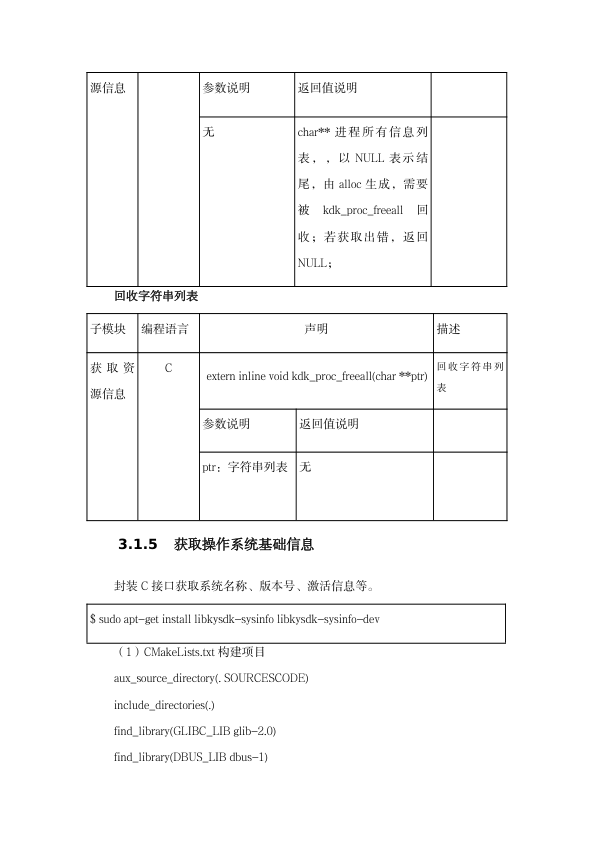 源信息
参数说明
返回值说明
无
char** 进程所有信息列
表，，以 NULL 表示结
尾，由 alloc 生成，需要
被 kdk_proc_freeall 回
收；若获取出错，返回
NULL；
回收字符串列表
子模块 编程语言 声明 描述
获取资
源信息
C
extern inline void kdk_proc_freeall(char **ptr)
回收字符串列
表
参数说明
返回值说明
ptr：字符串列表
无
3.1.5 获取操作系统基础信息
封装 C 接口获取系统名称、版本号、激活信息等。
$ sudo apt-get install libkysdk-sysinfo libkysdk-sysinfo-dev
（1）CMakeLists.txt 构建项目
aux_source_directory(. SOURCESCODE)
include_directories(.)
find_library(GLIBC_LIB glib-2.0)
find_library(DBUS_LIB dbus-1)